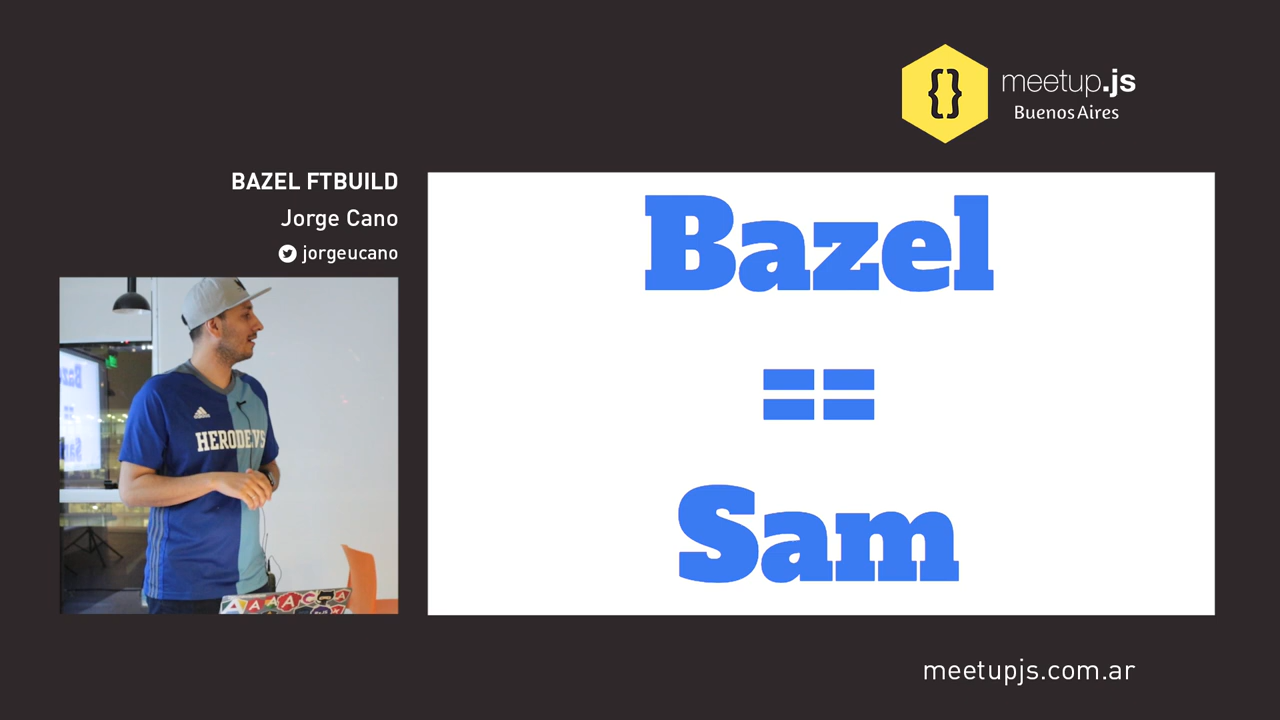 {}
meetup.js
Buenos Aires
BAZEL FTBUILD
Jorge Cano
jorgeucano
Bazel
==
Sam
HERODEVS
meetupjs.com.ar